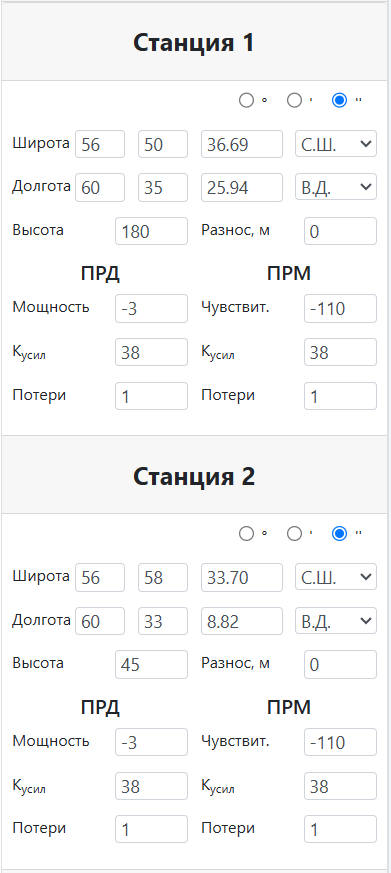 Станция 1
° ' ''
Широта 56 50 36.69 С.Ш.
Долгота 60 35 25.94 В.Д.
Высота 180 Разнос, м 0
ПРД ПРМ
Мощность -3 Чувствит. -110
Kусил 38 Kусил 38
Потери 1 Потери 1
Станция 2
° ' ''
Широта 56 58 33.70 С.Ш.
Долгота 60 33 8.82 В.Д.
Высота 45 Разнос, м 0
ПРД ПРМ
Мощность -3 Чувствит. -110
Kусил 38 Kусил 38
Потери 1 Потери 1